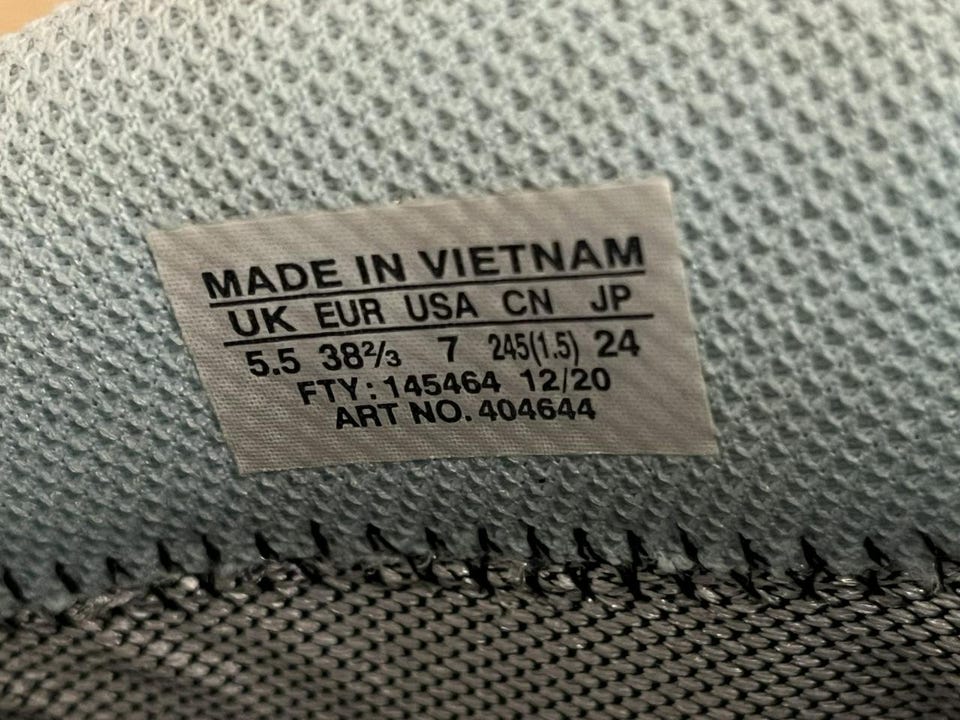 MADE IN VIETNAM
UK EUR USA CN JP
5.5 38⅔ 7 245(1.5) 24
FTY: 145464 12/20
ART NO. 404644